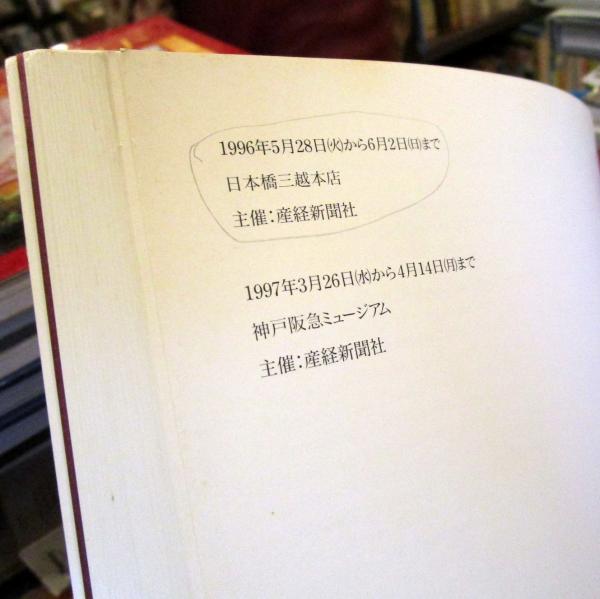 1996年5月28日㈫から6月2日㈰まで
日本橋三越本店
主催：産経新聞社
1997年3月26日㈬から4月14日㈪まで
神戸阪急ミュージアム
主催：産経新聞社